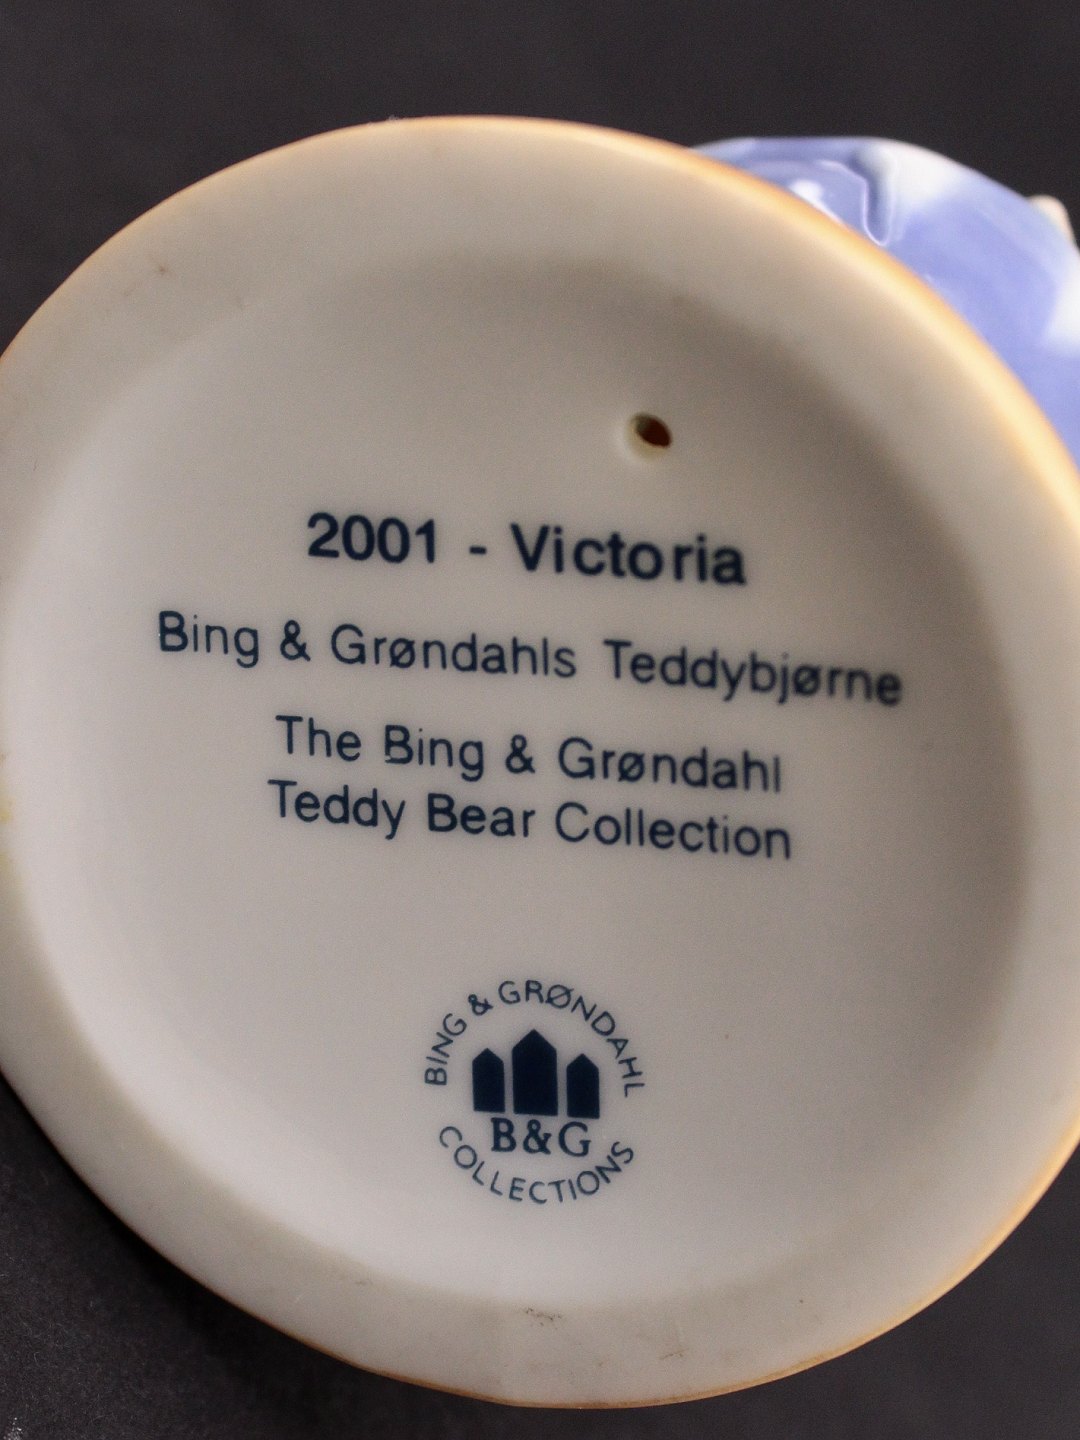 2001 - Victoria
Bing & Grøndahls Teddybjørne
The Bing & Grøndahl
Teddy Bear Collection
BING & GRØNDAHL
B&G
COLLECTIONS